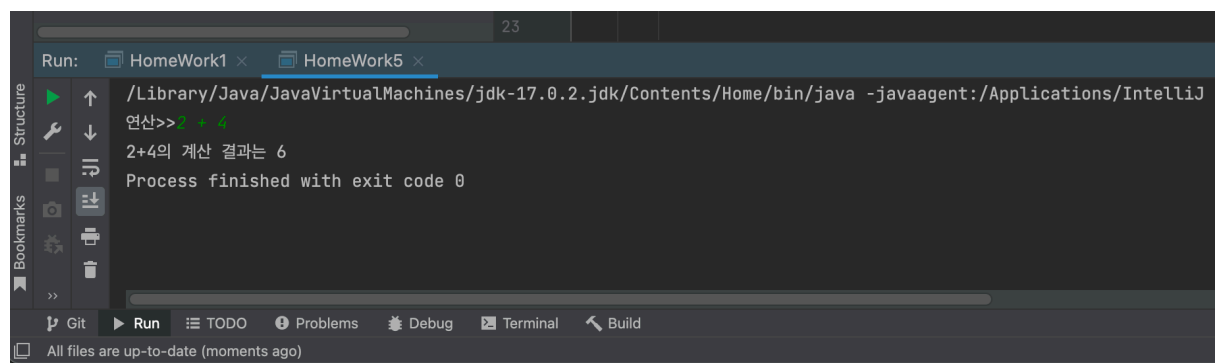 23
Run: HomeWork1 × HomeWork5 ×
/Library/Java/JavaVirtualMachines/jdk-17.0.2.jdk/Contents/Home/bin/java -javaagent:/Applications/IntelliJ
연산>>2 + 4
2+4의 계산 결과는 6
Process finished with exit code 0
Structure
Bookmarks
>>
Git Run TODO Problems Debug Terminal Build
All files are up-to-date (moments ago)